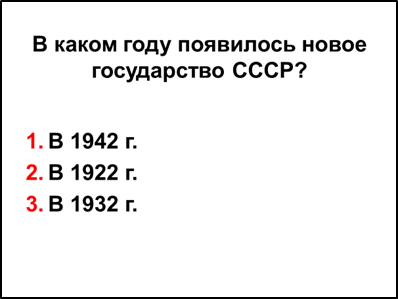 В каком году появилось новое
государство СССР?
1. В 1942 г.
2. В 1922 г.
3. В 1932 г.